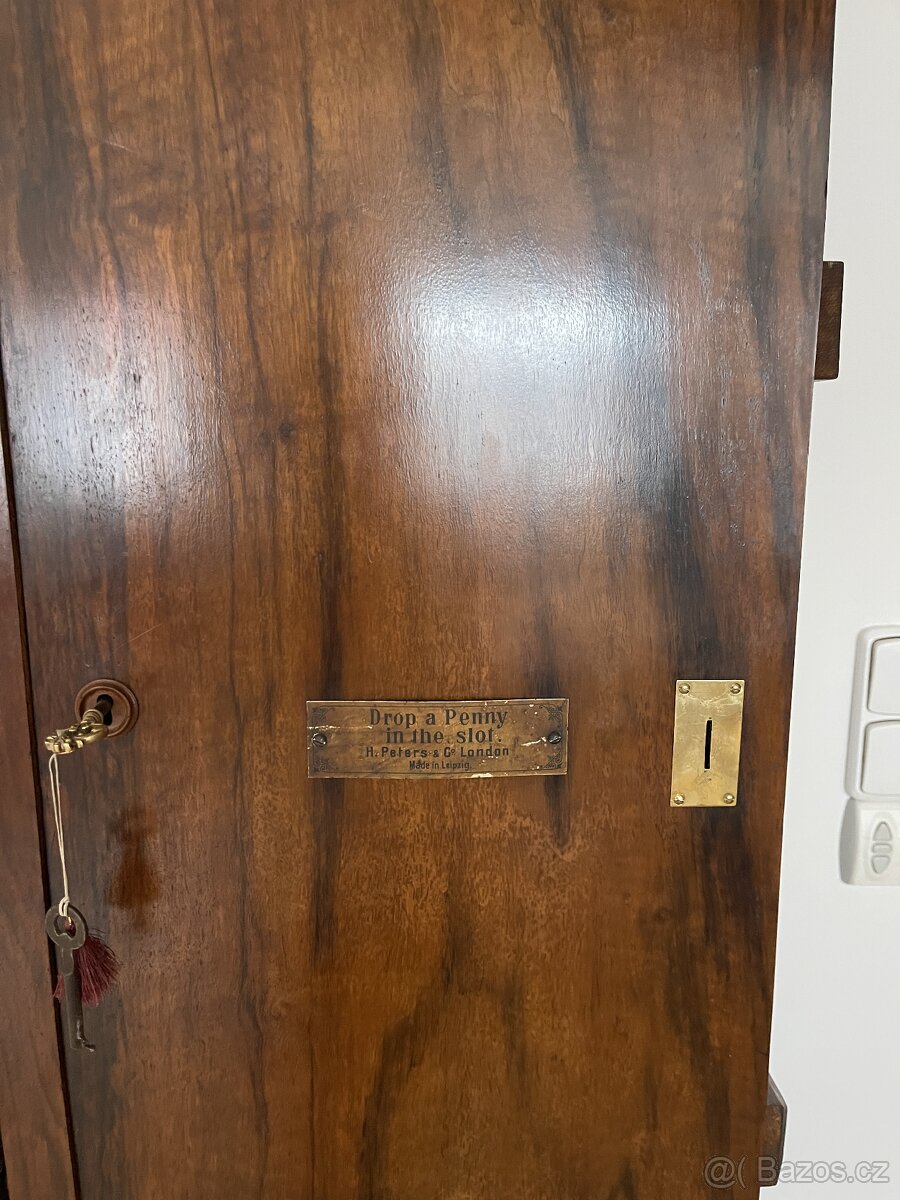 Drop a Penny
in the slot.
H. Peters & Co London
Made in Leipzig.
@( Bazos.cz